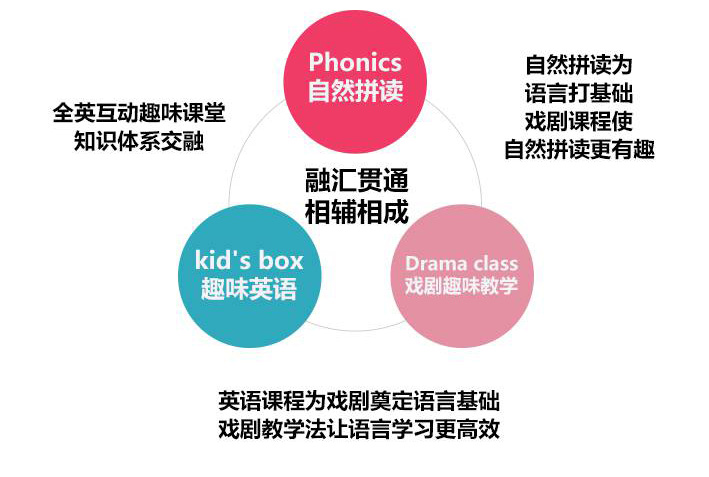 Phonics
自然拼读
自然拼读为
语言打基础
戏剧课程使
自然拼读更有趣
全英互动趣味课堂
知识体系交融
融汇贯通
相辅相成
kid's box
趣味英语
Drama class
戏剧趣味教学
英语课程为戏剧奠定语言基础
戏剧教学法让语言学习更高效